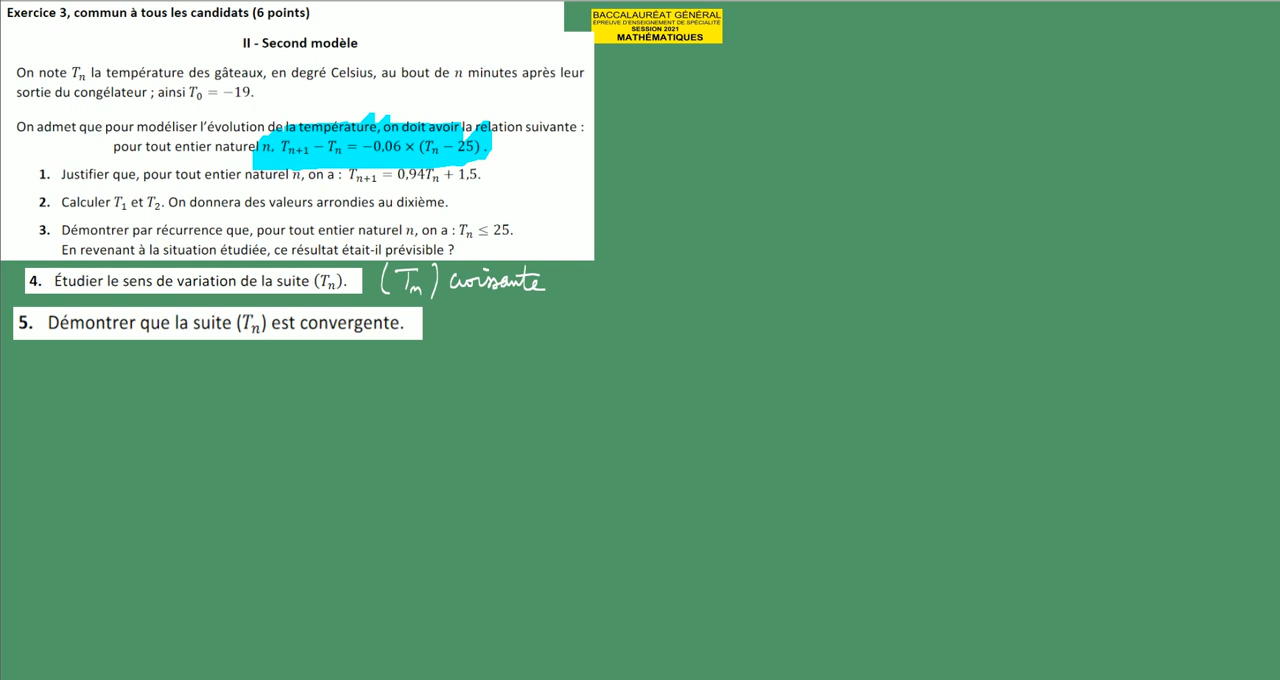 Exercice 3, commun à tous les candidats (6 points)
BACCALAURÉAT GÉNÉRAL
ÉPREUVE D'ENSEIGNEMENT DE SPÉCIALITÉ
SESSION 2021
MATHÉMATIQUES
II - Second modèle
On note Tₙ la température des gâteaux, en degré Celsius, au bout de n minutes après leur
sortie du congélateur ; ainsi T₀ = −19.
On admet que pour modéliser l'évolution de la température, on doit avoir la relation suivante :
pour tout entier naturel n, Tₙ₊₁ − Tₙ = −0,06 × (Tₙ − 25) .
1. Justifier que, pour tout entier naturel n, on a : Tₙ₊₁ = 0,94Tₙ + 1,5.
2. Calculer T₁ et T₂. On donnera des valeurs arrondies au dixième.
3. Démontrer par récurrence que, pour tout entier naturel n, on a : Tₙ ≤ 25.
En revenant à la situation étudiée, ce résultat était-il prévisible ?
4. Étudier le sens de variation de la suite (Tₙ). (Tₙ) croissante
5. Démontrer que la suite (Tₙ) est convergente.